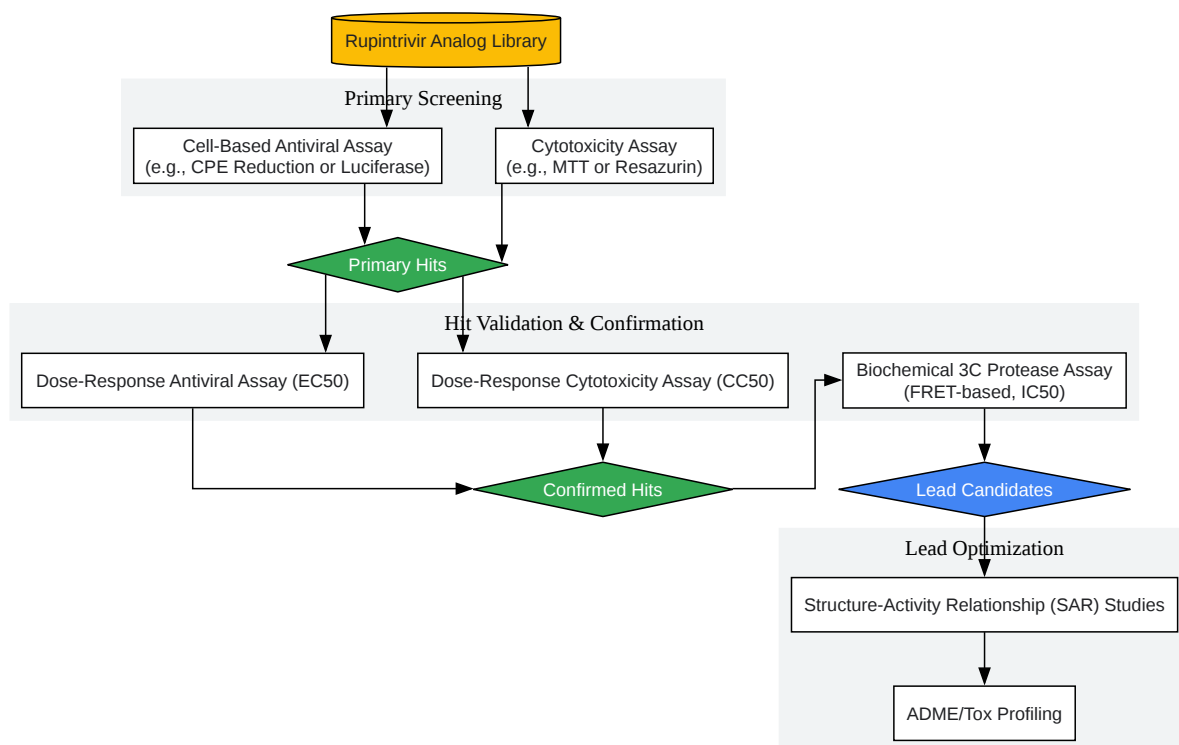 Rupintrivir Analog Library
Primary Screening
Cell-Based Antiviral Assay
(e.g., CPE Reduction or Luciferase)
Cytotoxicity Assay
(e.g., MTT or Resazurin)
Primary Hits
Hit Validation & Confirmation
Dose-Response Antiviral Assay (EC50)
Dose-Response Cytotoxicity Assay (CC50)
Biochemical 3C Protease Assay
(FRET-based, IC50)
Confirmed Hits
Lead Candidates
Lead Optimization
Structure-Activity Relationship (SAR) Studies
ADME/Tox Profiling